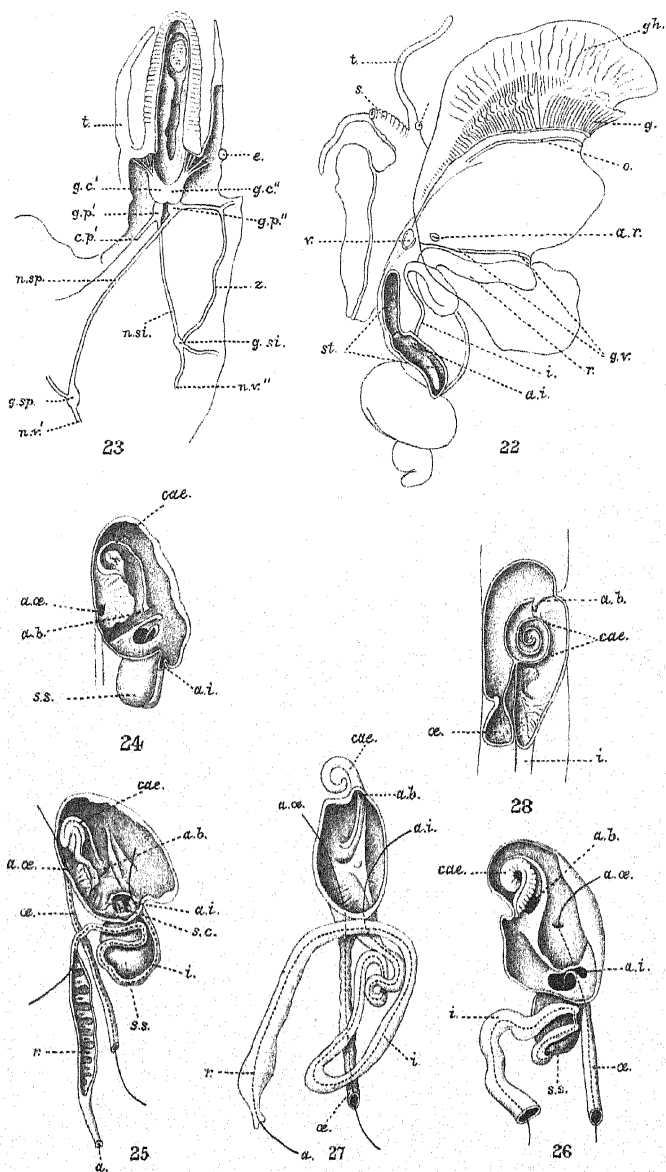 t.
e.
g.c.'
g.c."
g.p.'
g.p."
c.p.'
n.sp.
z.
n.si.
g.si.
g.sp.
n.v.'
n.v."
23
gh.
t.
s.
g.
o.
v.
a.r.
st.
i.
r.
g.v.
a.i.
22
cae.
a.œ.
a.b.
s.s.
a.i.
24
a.b.
cae.
œ.
i.
28
cae.
a.b.
a.œ.
œ.
a.i.
s.c.
i.
s.s.
r.
a.
25
cae.
a.b.
a.œ.
a.i.
r.
i.
œ.
a.
27
a.b.
cae.
a.œ.
a.i.
i.
s.s.
œ.
26